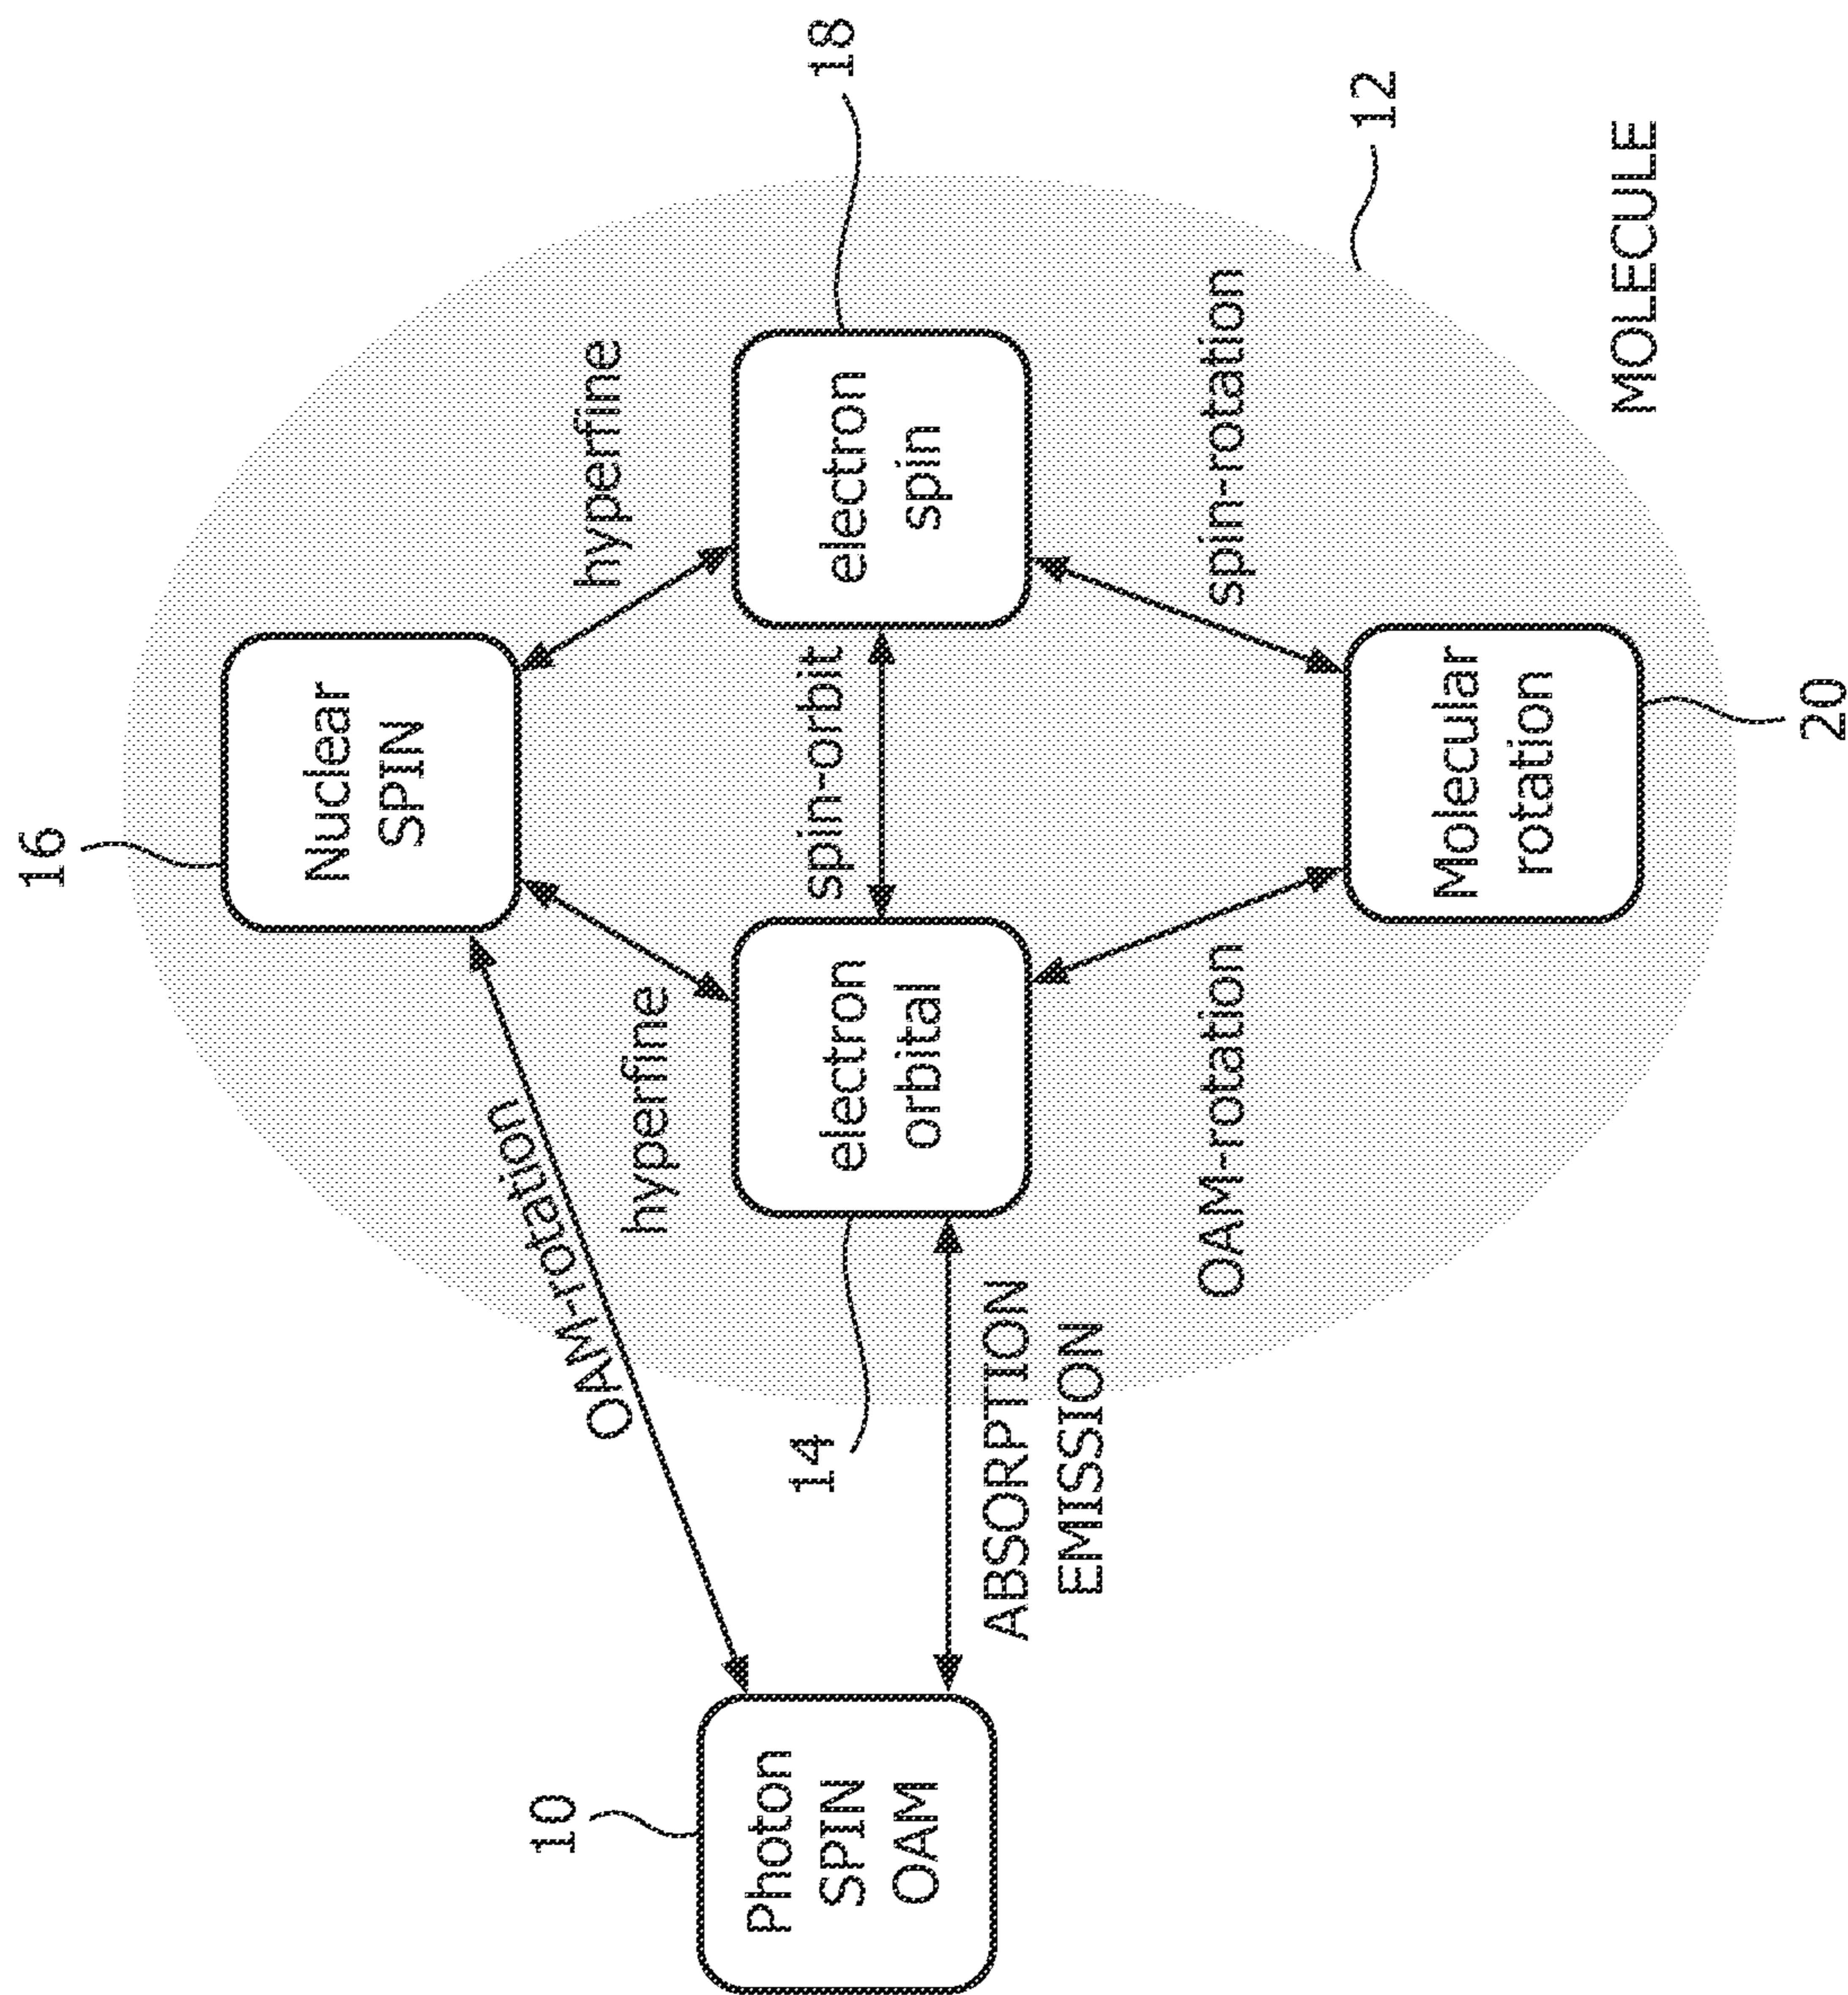 16
18
Nuclear
SPIN
hyperfine
OAM-rotation
hyperfine
10
14
spin-orbit
Photon
SPIN
OAM
electron
orbital
electron
spin
ABSORPTION
EMISSION
OAM-rotation
spin-rotation
12
Molecular
rotation
MOLECULE
20